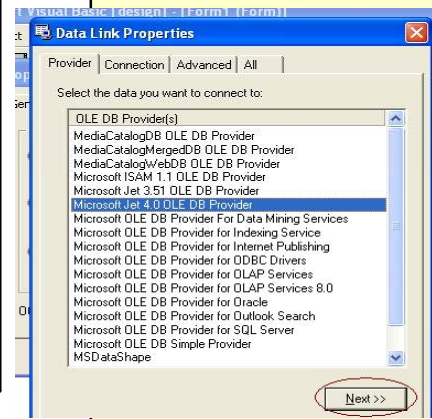 t Visual Basic [design] - [Form1 (Form)]
Data Link Properties
Provider Connection Advanced All
Select the data you want to connect to:
OLE DB Provider(s)
MediaCatalogDB OLE DB Provider
MediaCatalogMergedDB OLE DB Provider
MediaCatalogWebDB OLE DB Provider
Microsoft ISAM 1.1 OLE DB Provider
Microsoft Jet 3.51 OLE DB Provider
Microsoft Jet 4.0 OLE DB Provider
Microsoft OLE DB Provider For Data Mining Services
Microsoft OLE DB Provider for Indexing Service
Microsoft OLE DB Provider for Internet Publishing
Microsoft OLE DB Provider for ODBC Drivers
Microsoft OLE DB Provider for OLAP Services
Microsoft OLE DB Provider for OLAP Services 8.0
Microsoft OLE DB Provider for Oracle
Microsoft OLE DB Provider for Outlook Search
Microsoft OLE DB Provider for SQL Server
Microsoft OLE DB Simple Provider
MSDataShape
Next >>